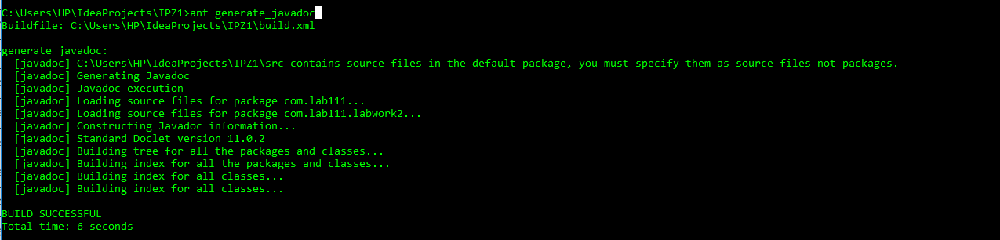 C:\Users\HP\IdeaProjects\IPZ1>ant generate_javadoc
Buildfile: C:\Users\HP\IdeaProjects\IPZ1\build.xml
generate_javadoc:
[javadoc] C:\Users\HP\IdeaProjects\IPZ1\src contains source files in the default package, you must specify them as source files not packages.
[javadoc] Generating Javadoc
[javadoc] Javadoc execution
[javadoc] Loading source files for package com.lab111...
[javadoc] Loading source files for package com.lab111.labwork2...
[javadoc] Constructing Javadoc information...
[javadoc] Standard Doclet version 11.0.2
[javadoc] Building tree for all the packages and classes...
[javadoc] Building index for all the packages and classes...
[javadoc] Building index for all classes...
[javadoc] Building index for all classes...
BUILD SUCCESSFUL
Total time: 6 seconds